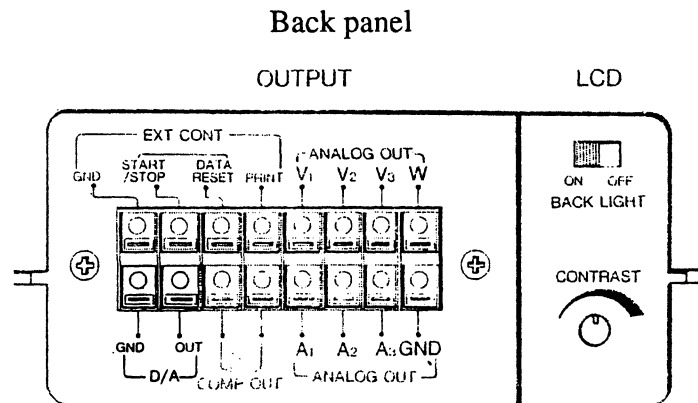 Back panel
OUTPUT
LCD
EXT CONT
START
/STOP
DATA
RESET
GND
PRINT
ANALOG OUT
V1 V2 V3 W
ON OFF
BACK LIGHT
CONTRAST
GND OUT
D/A
COMP OUT
A1 A2 A3 GND
ANALOG OUT